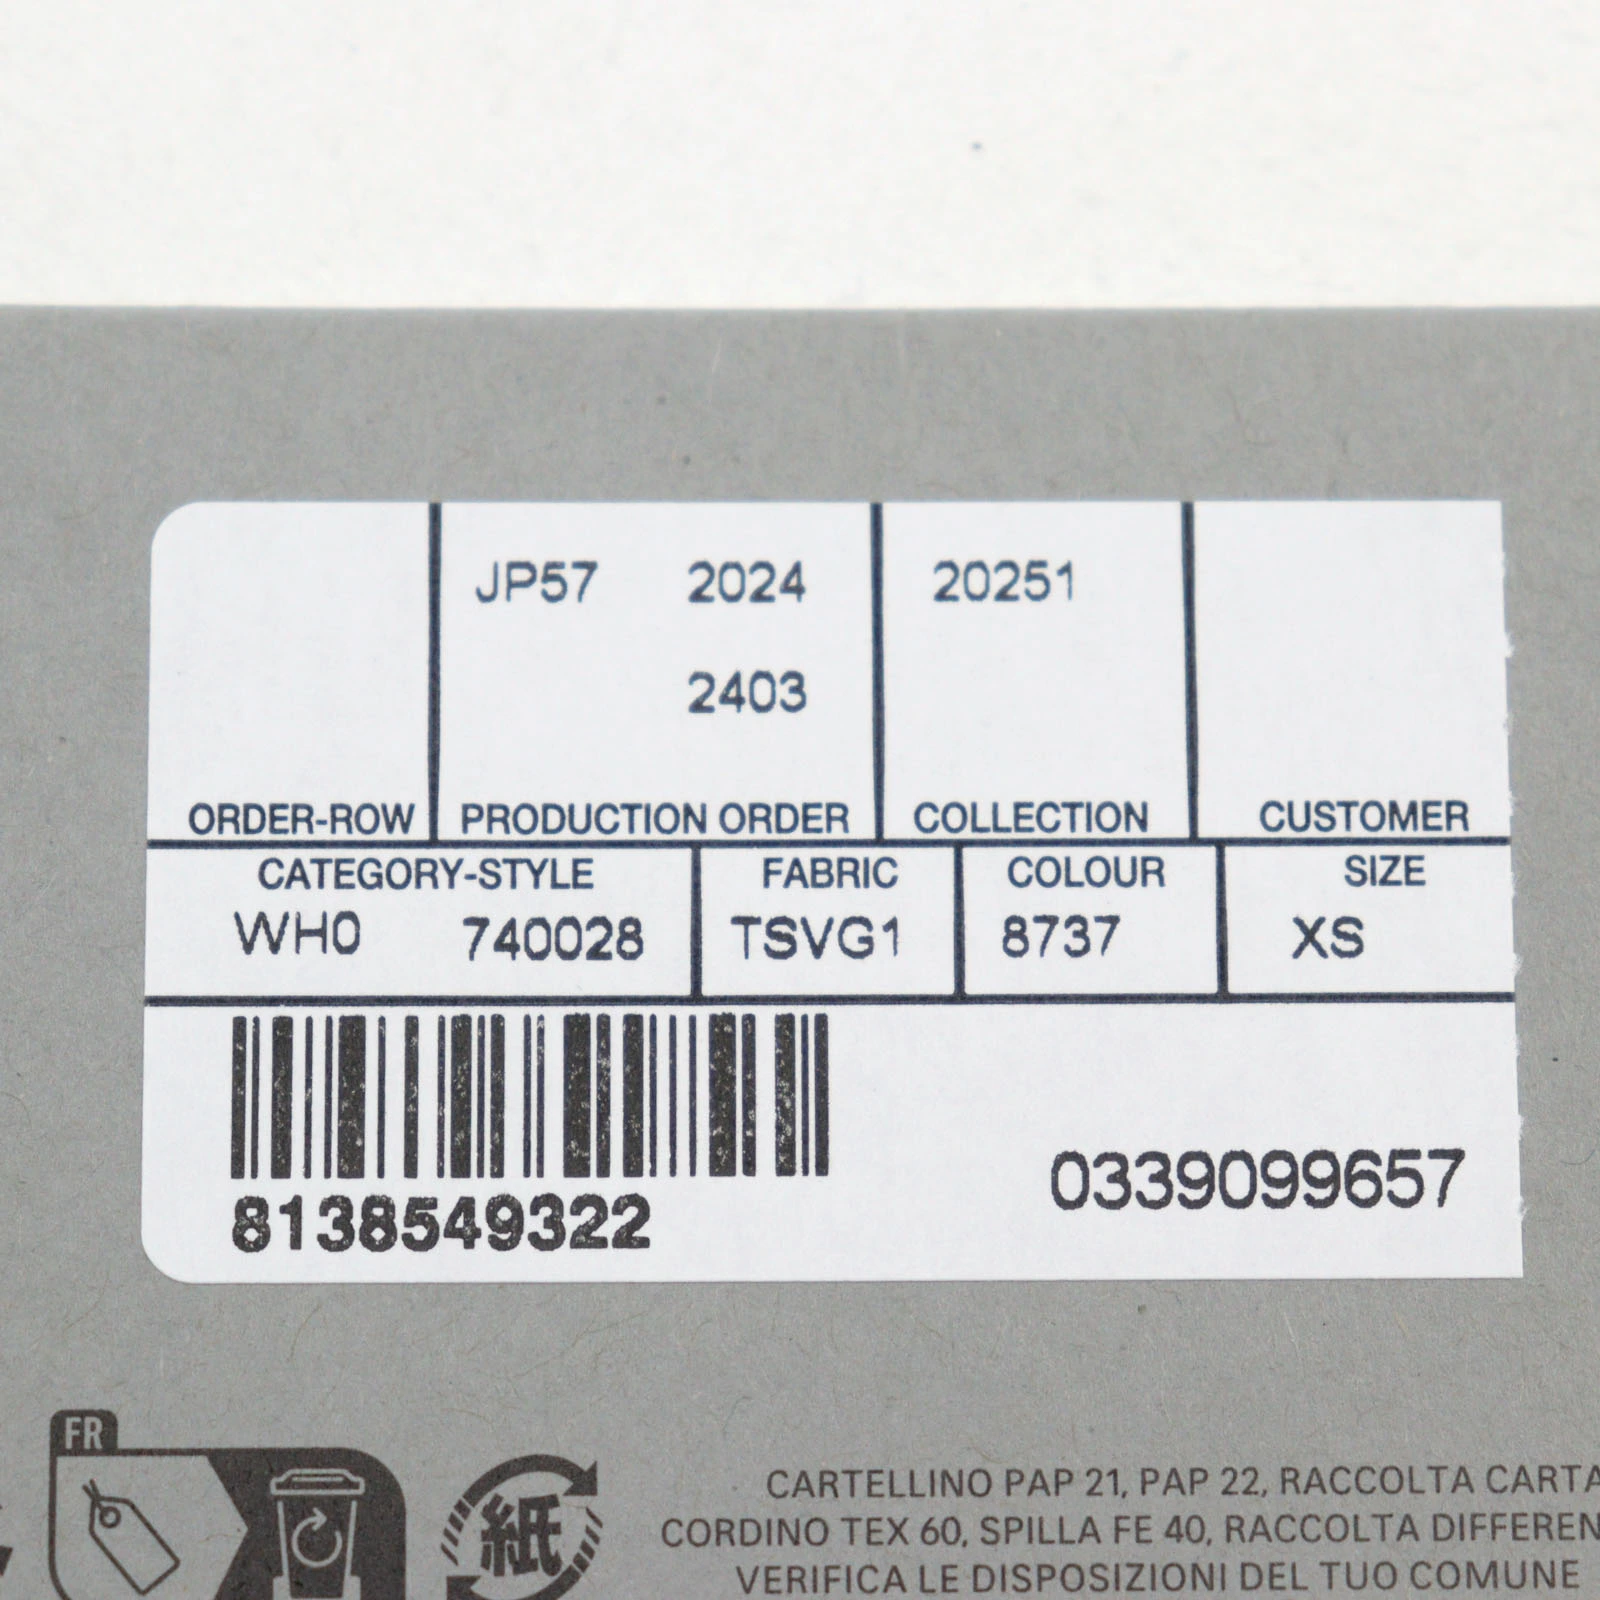 JP57 2024 20251
2403
ORDER-ROW PRODUCTION ORDER COLLECTION CUSTOMER
CATEGORY-STYLE FABRIC COLOUR SIZE
WH0 740028 TSVG1 8737 XS
8138549322
0339099657
FR
紙
CARTELLINO PAP 21, PAP 22, RACCOLTA CARTA
CORDINO TEX 60, SPILLA FE 40, RACCOLTA DIFFEREN
VERIFICA LE DISPOSIZIONI DEL TUO COMUNE